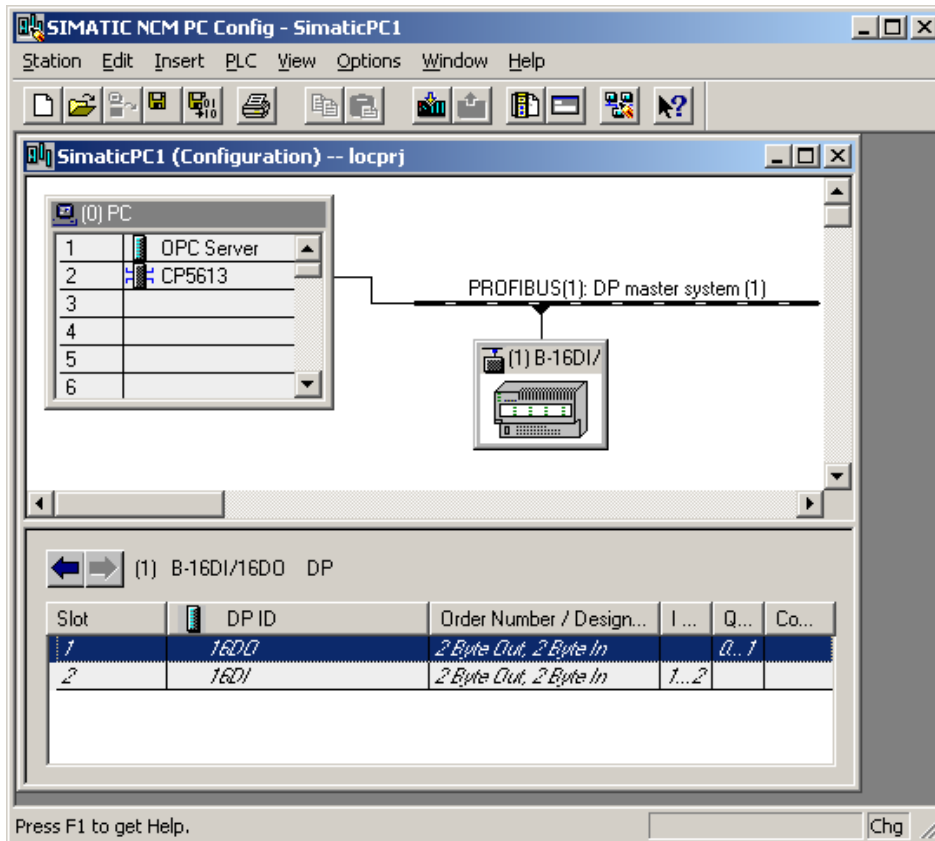 SIMATIC NCM PC Config - SimaticPC1
Station Edit Insert PLC View Options Window Help
SimaticPC1 (Configuration) -- locprj
(0) PC
1 OPC Server
2 CP5613
3
4
5
6
PROFIBUS(1): DP master system (1)
(1) B-16DI/
(1) B-16DI/16DO DP
Slot DP ID Order Number / Design... I ... Q... Co...
1 16DO 2 Byte Out, 2 Byte In 0...1
2 16DI 2 Byte Out, 2 Byte In 1...2
Press F1 to get Help. Chg